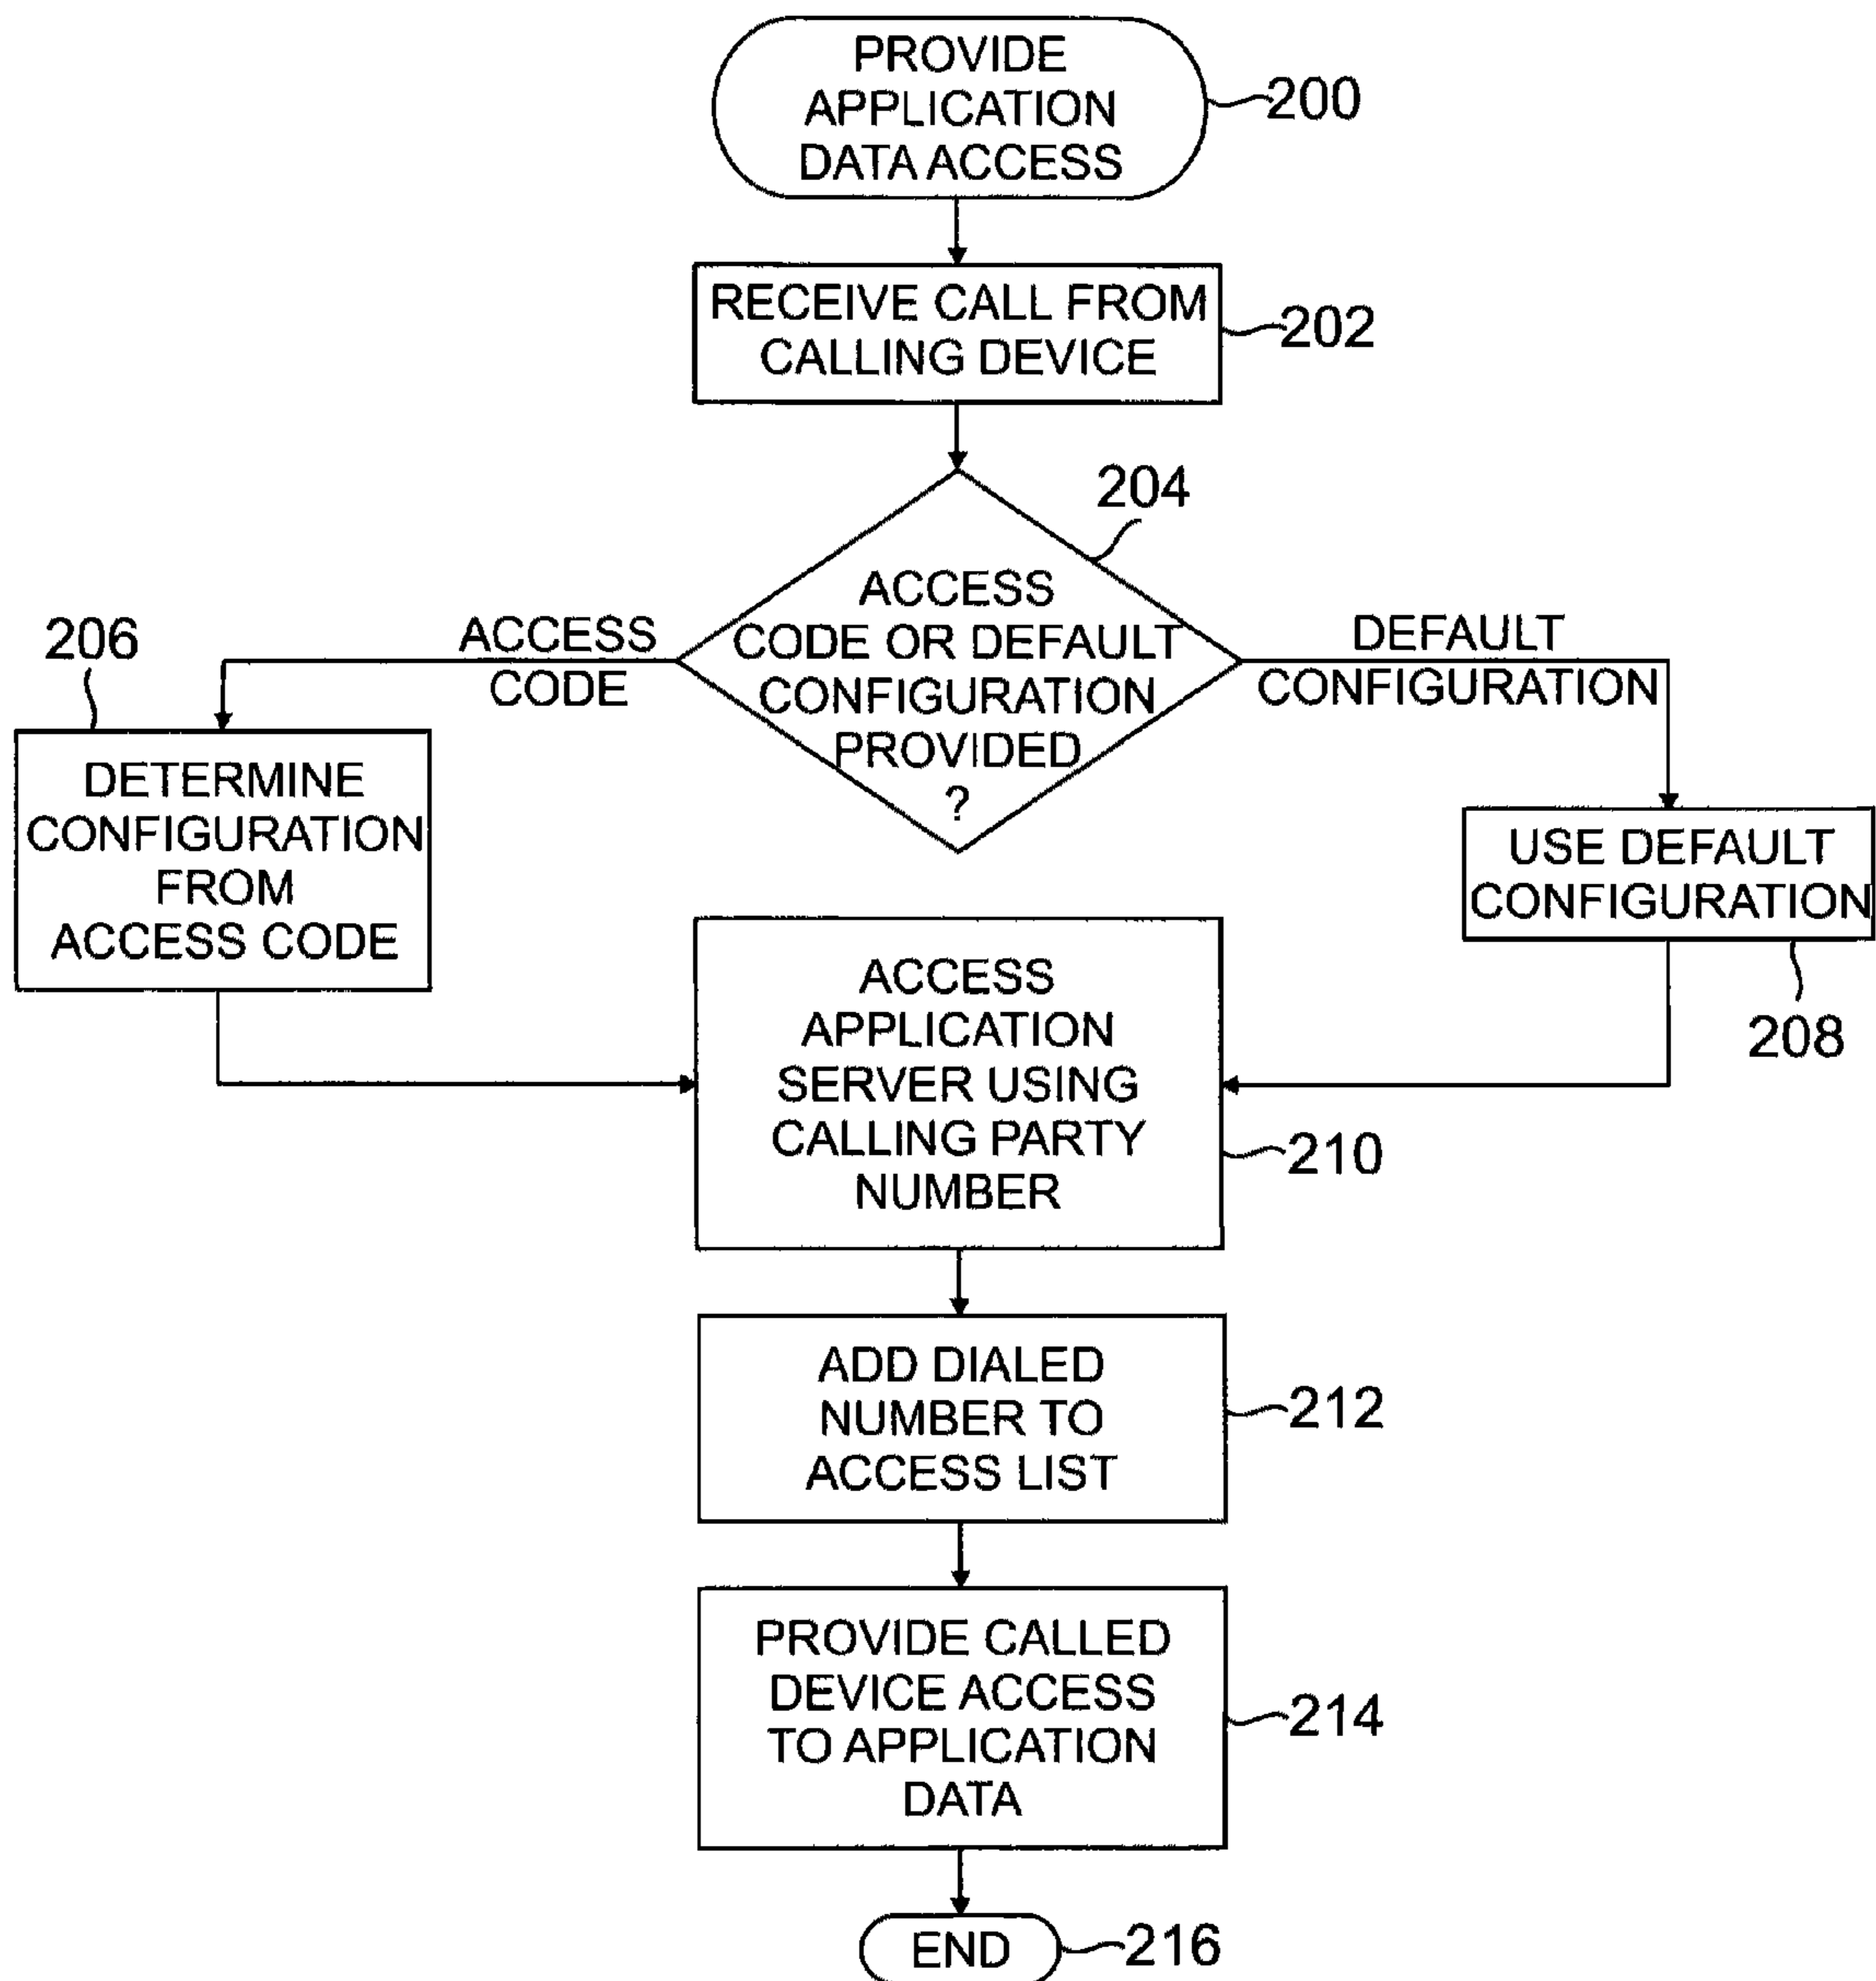 PROVIDE
APPLICATION
DATA ACCESS
200
RECEIVE CALL FROM
CALLING DEVICE
202
204
ACCESS
CODE OR DEFAULT
CONFIGURATION
PROVIDED
?
ACCESS
CODE
DEFAULT
CONFIGURATION
206
DETERMINE
CONFIGURATION
FROM
ACCESS CODE
USE DEFAULT
CONFIGURATION
208
ACCESS
APPLICATION
SERVER USING
CALLING PARTY
NUMBER
210
ADD DIALED
NUMBER TO
ACCESS LIST
212
PROVIDE CALLED
DEVICE ACCESS
TO APPLICATION
DATA
214
END
216